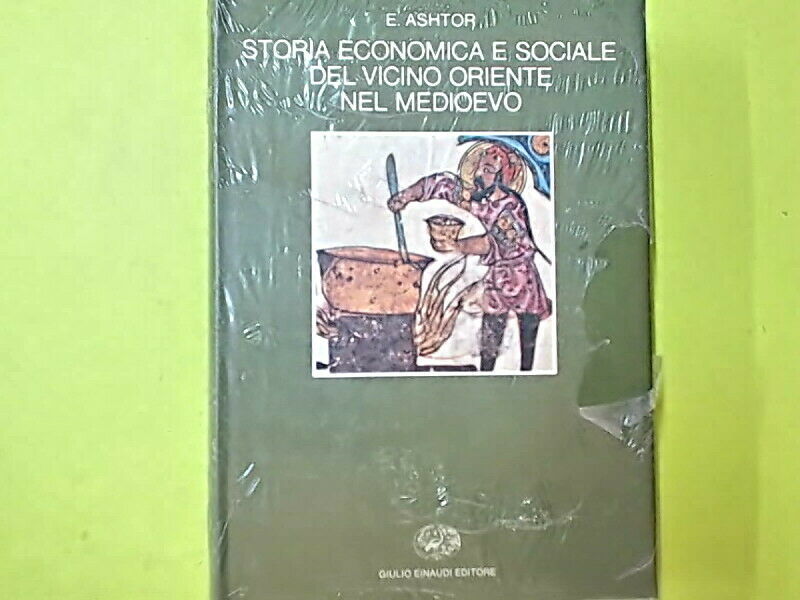 E. ASHTOR
STORIA ECONOMICA E SOCIALE
DEL VICINO ORIENTE
NEL MEDIOEVO
GIULIO EINAUDI EDITORE